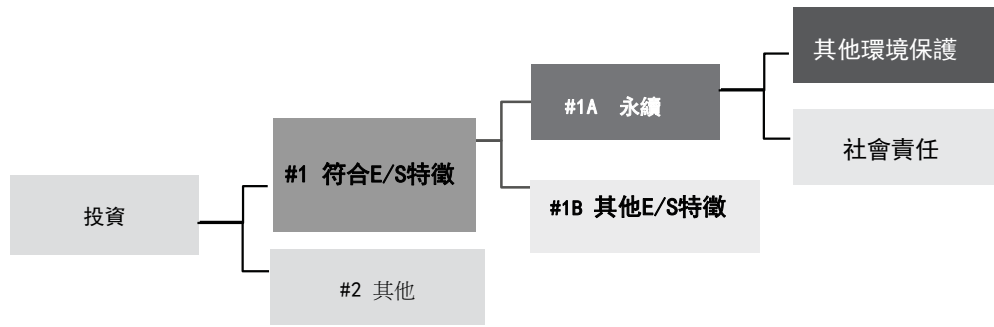 投資
#1 符合E/S特徵
#2 其他
#1A 永續
#1B 其他E/S特徵
其他環境保護
社會責任